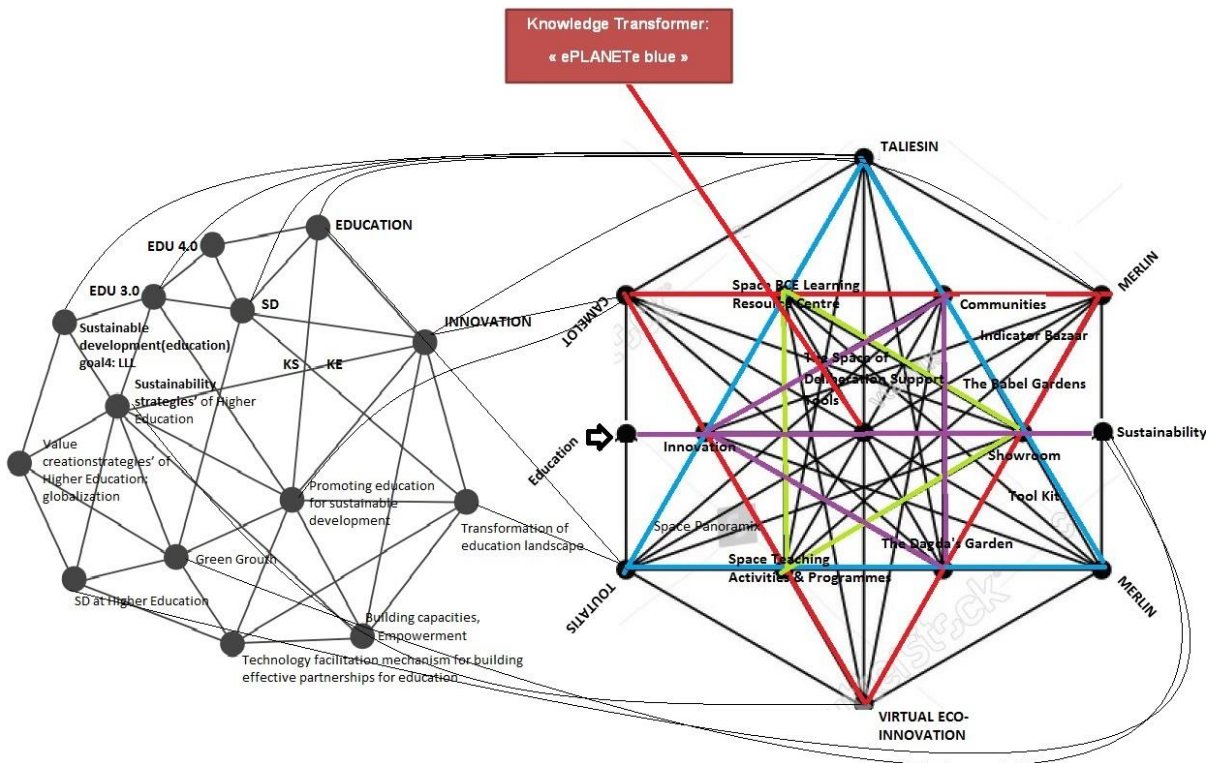 Knowledge Transformer:
« ePLANETe blue »
TALIESIN
EDUCATION
EDU 4.0
EDU 3.0
SD
INNOVATION
Sustainable
development(education)
goal4: LLL
KS
KE
Sustainability
strategies' of Higher
Education
Value
creationstrategies' of
Higher Education:
globalization
Promoting education
for sustainable
development
Transformation of
education landscape
Green Grouth
SD at Higher Education
Building capacities,
Empowerment
Technology facilitation mechanism for building
effective partnerships for education
CAMELOT
MERLIN
Space RCE Learning
Resource Centre
Communities
Indicator Bazaar
The Space of
Deliberation Support
Tools
The Babel Gardens
Education
Innovation
Sustainability
Showroom
Tool Kit
Space Panoramix
The Dagda's Garden
Space Teaching
Activities & Programmes
TOUTATIS
MERLIN
VIRTUAL ECO-
INNOVATION